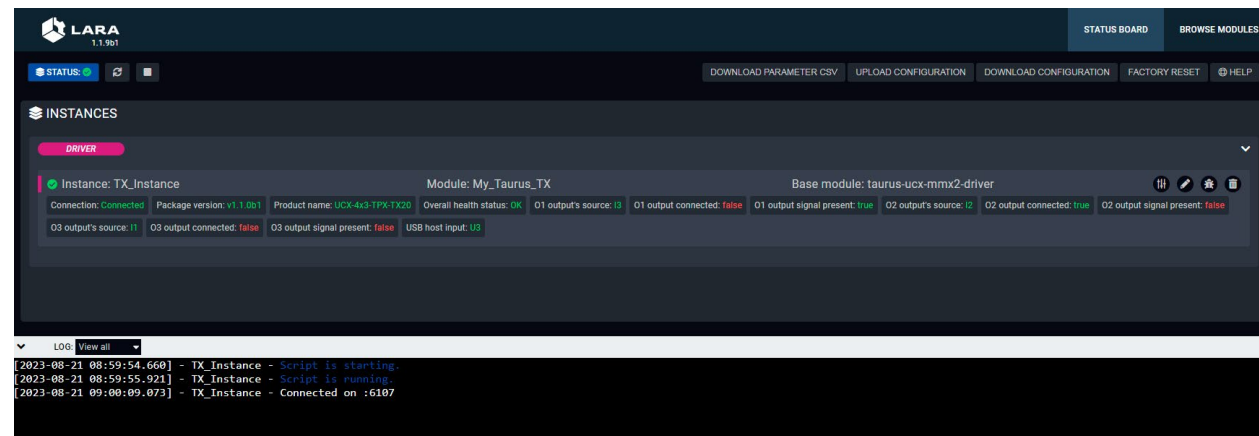 LARA
1.1.9b1
STATUS BOARD
BROWSE MODULES
STATUS:
DOWNLOAD PARAMETER CSV
UPLOAD CONFIGURATION
DOWNLOAD CONFIGURATION
FACTORY RESET
HELP
INSTANCES
DRIVER
Instance: TX_Instance
Module: My_Taurus_TX
Base module: taurus-ucx-mmx2-driver
Connection: Connected
Package version: v1.1.0b1
Product name: UCX-4x3-TPX-TX20
Overall health status: OK
O1 output's source: I3
O1 output connected: false
O1 output signal present: true
O2 output's source: I2
O2 output connected: true
O2 output signal present: false
O3 output's source: I1
O3 output connected: false
O3 output signal present: false
USB host input: U3
LOG: View all
[2023-08-21 08:59:54.660] - TX_Instance - Script is starting.
[2023-08-21 08:59:55.921] - TX_Instance - Script is running.
[2023-08-21 09:00:09.073] - TX_Instance - Connected on :6107